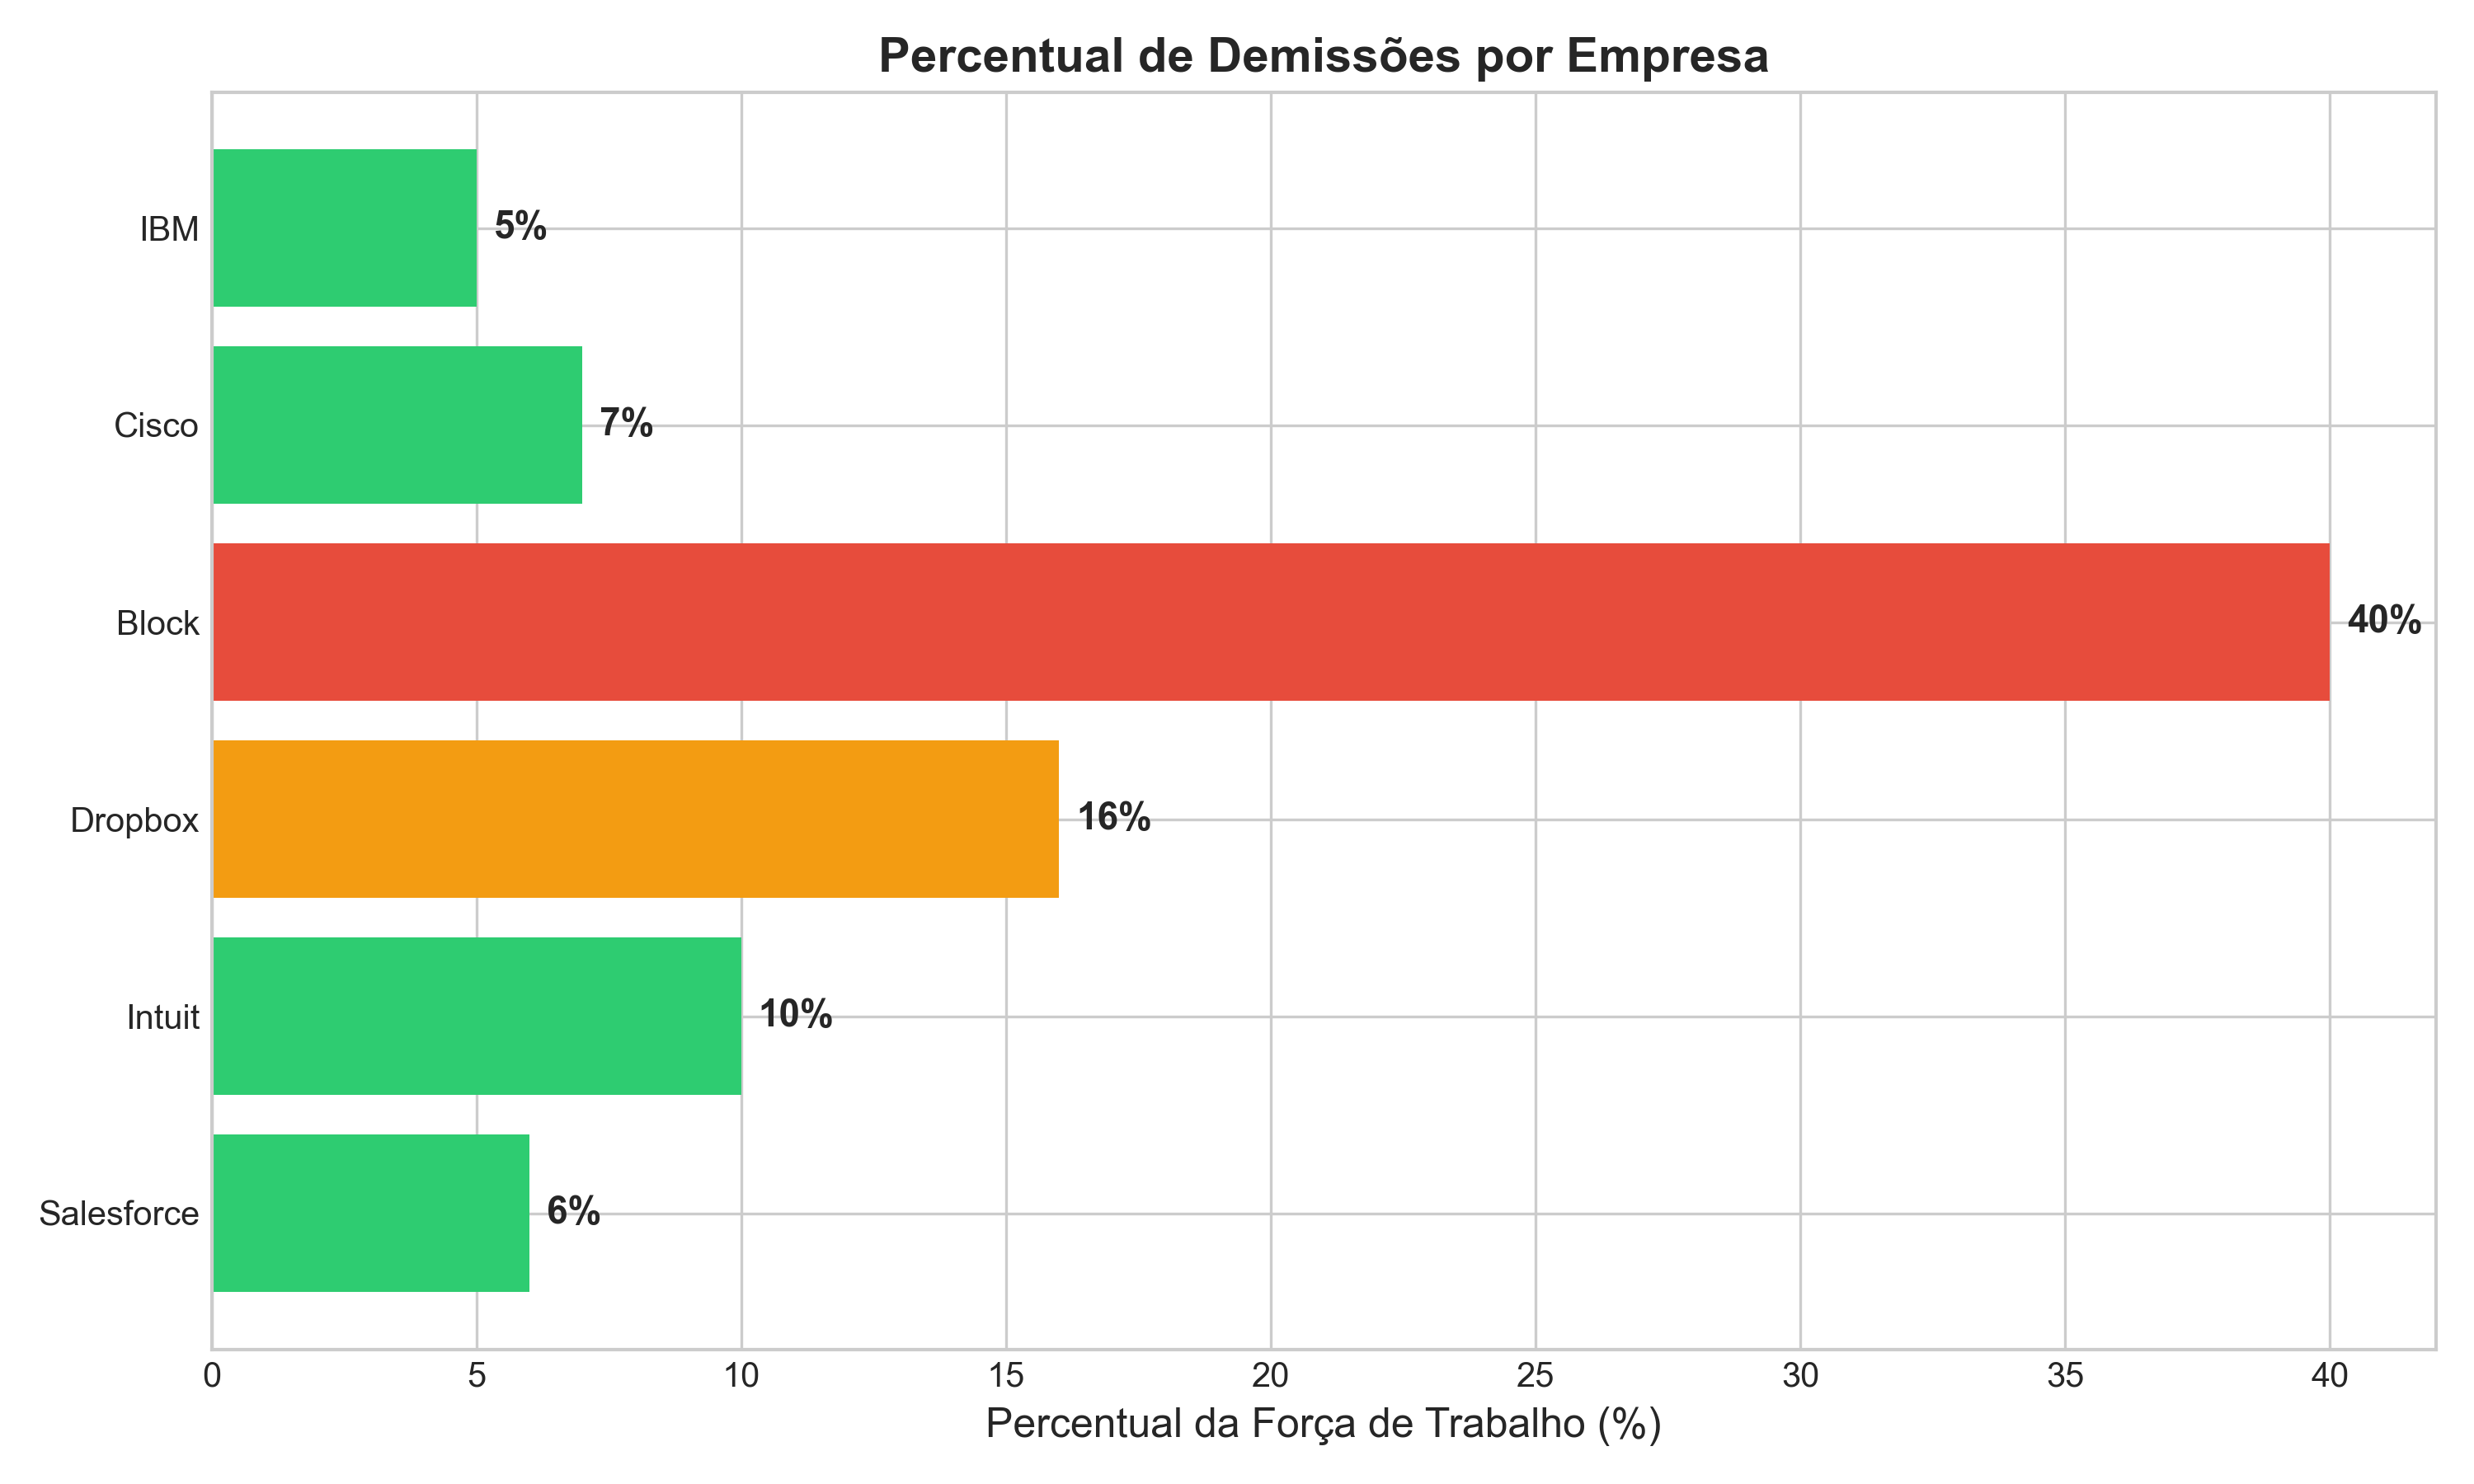 Percentual de Demissões por Empresa
IBM
5%
Cisco
7%
Block
40%
Dropbox
16%
Intuit
10%
Salesforce
6%
0 5 10 15 20 25 30 35 40
Percentual da Força de Trabalho (%)